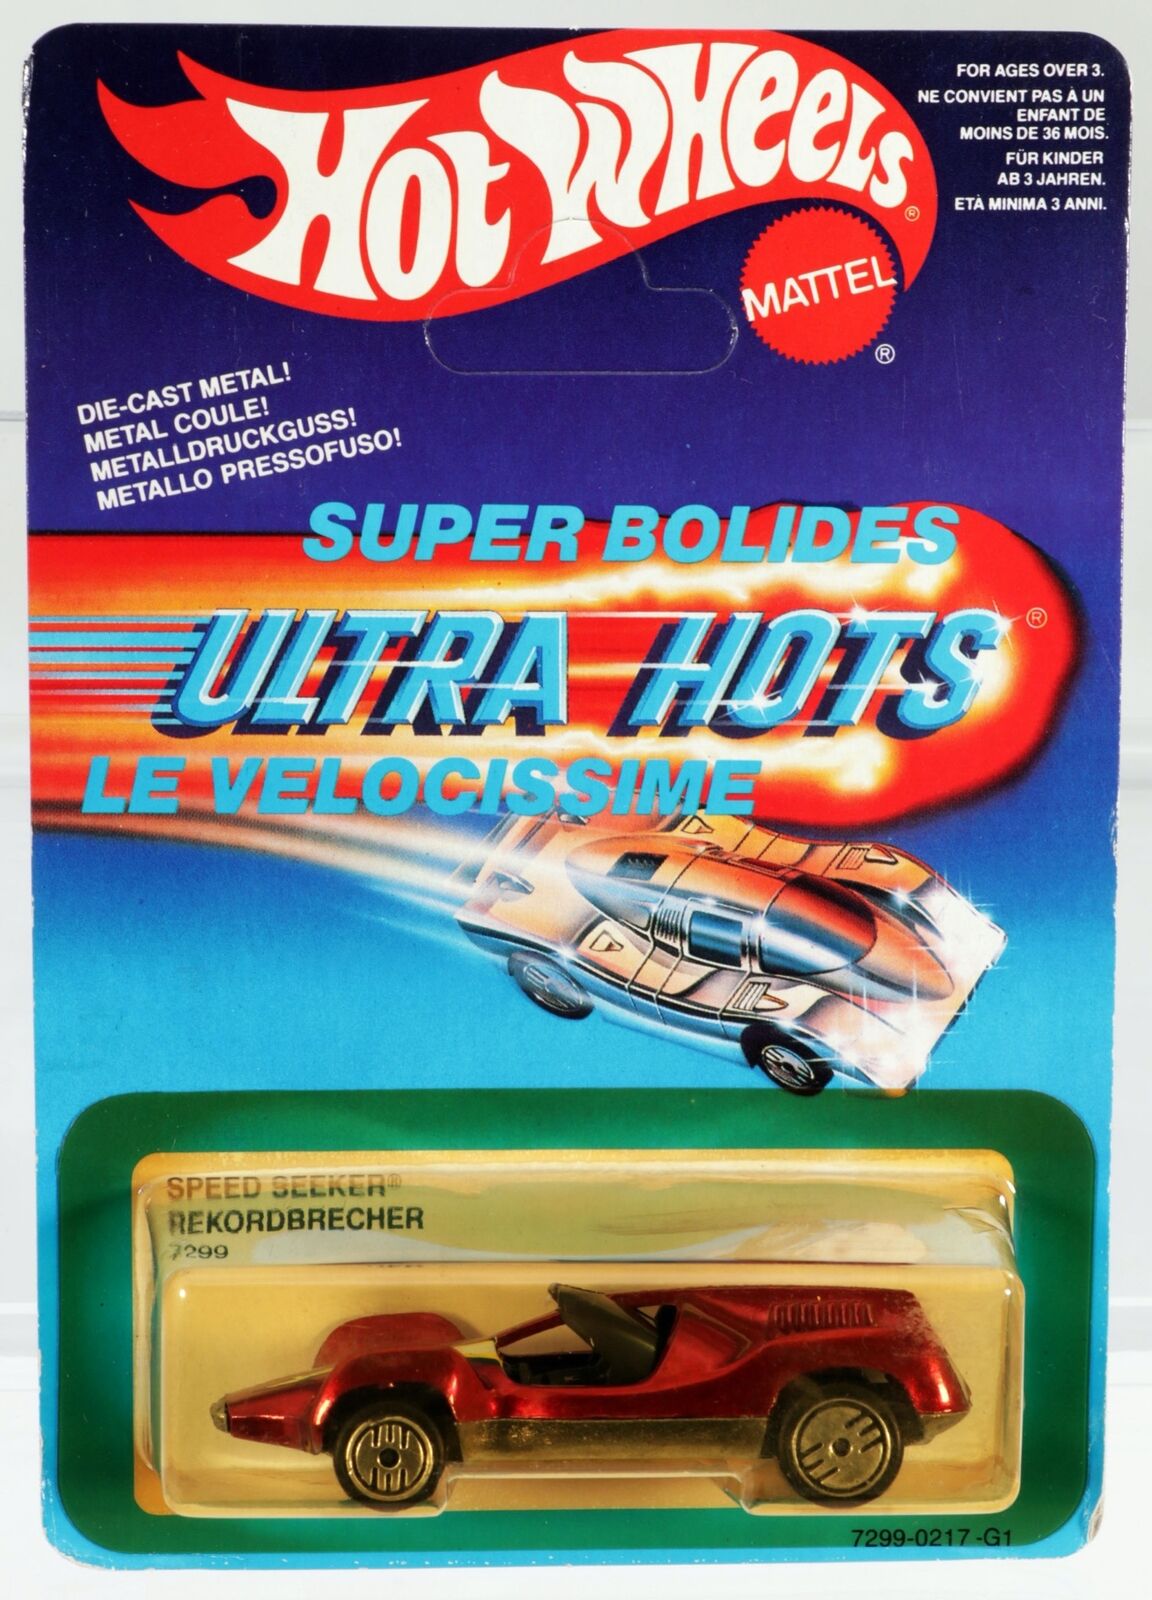 HOT WHEELS®
FOR AGES OVER 3.
NE CONVIENT PAS À UN
ENFANT DE
MOINS DE 36 MOIS.
FÜR KINDER
AB 3 JAHREN.
ETÀ MINIMA 3 ANNI.
MATTEL
®
DIE-CAST METAL!
METAL COULE!
METALLDRUCKGUSS!
METALLO PRESSOFUSO!
SUPER BOLIDES
ULTRA HOTS®
LE VELOCISSIME
SPEED SEEKER®
REKORDBRECHER
7299
7299-0217 -G1